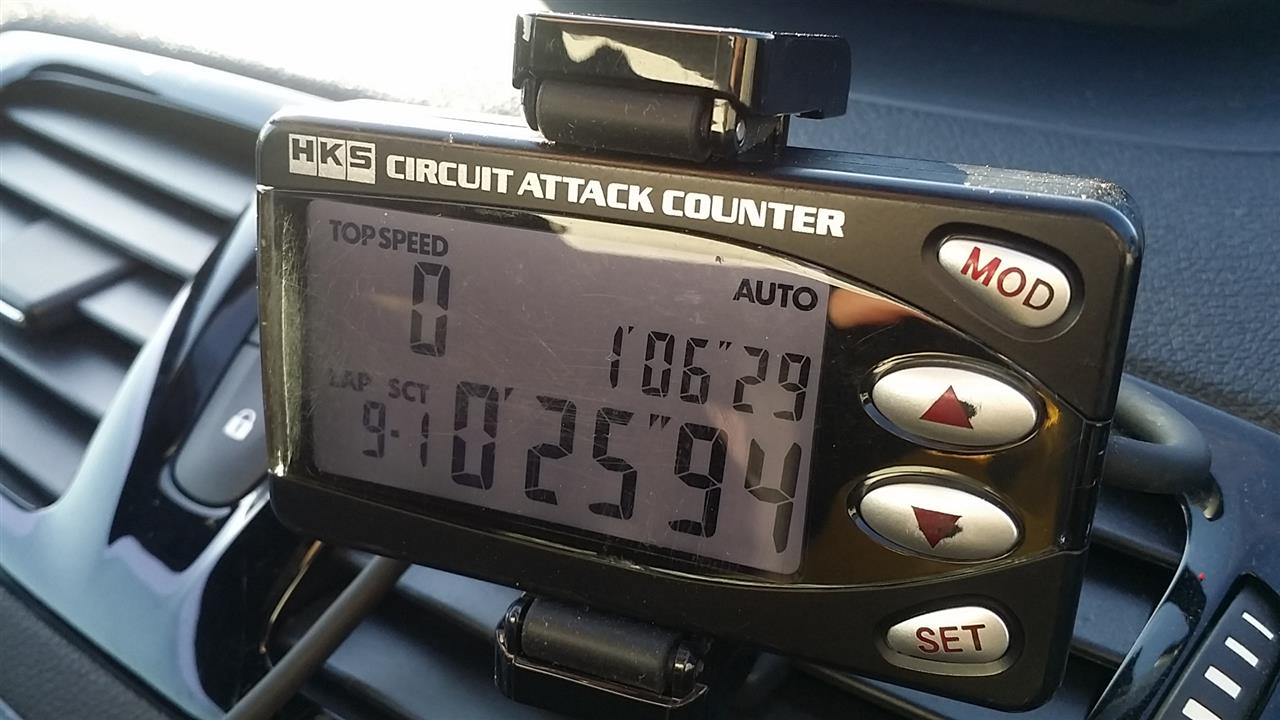 HKS CIRCUIT ATTACK COUNTER
TOP SPEED
0
AUTO
1'06"29
LAP SCT
9-1 0'25"94
MOD
SET